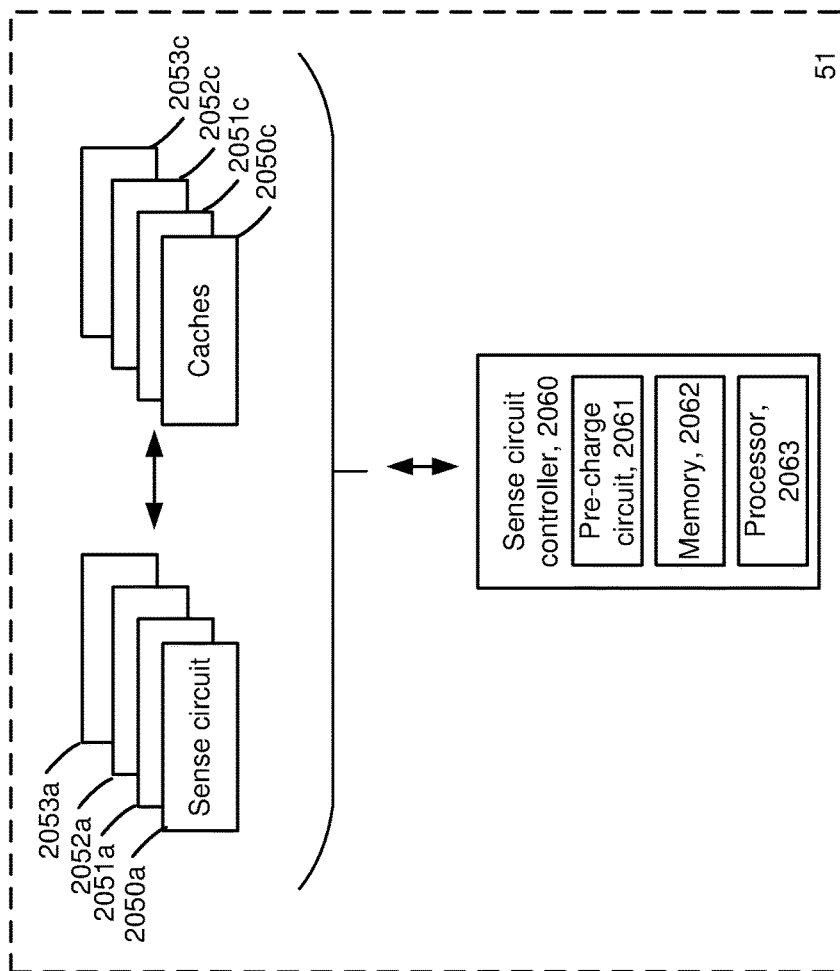 2053a
2052a
2051a
2050a
Sense circuit
2053c
2052c
2051c
2050c
Caches
Sense circuit
controller, 2060
Pre-charge
circuit, 2061
Memory, 2062
Processor,
2063
51